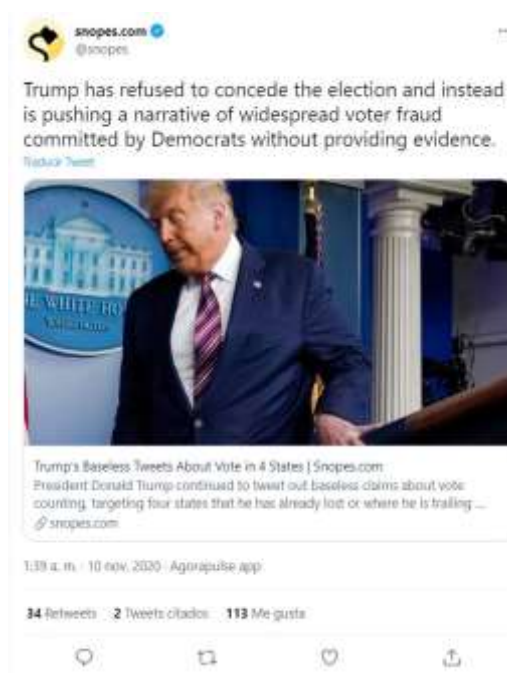 snopes.com
@snopes
Trump has refused to concede the election and instead
is pushing a narrative of widespread voter fraud
committed by Democrats without providing evidence.
Traducir Tweet
THE WHITE HO
WASHINGTON
Trump's Baseless Tweets About Vote in 4 States | Snopes.com
President Donald Trump continued to tweet out baseless claims about vote
counting, targeting four states that he has already lost or where he is trailing ...
snopes.com
1:39 a. m. · 10 nov. 2020 · Agorapulse app
34 Retweets 2 Tweets citados 113 Me gusta